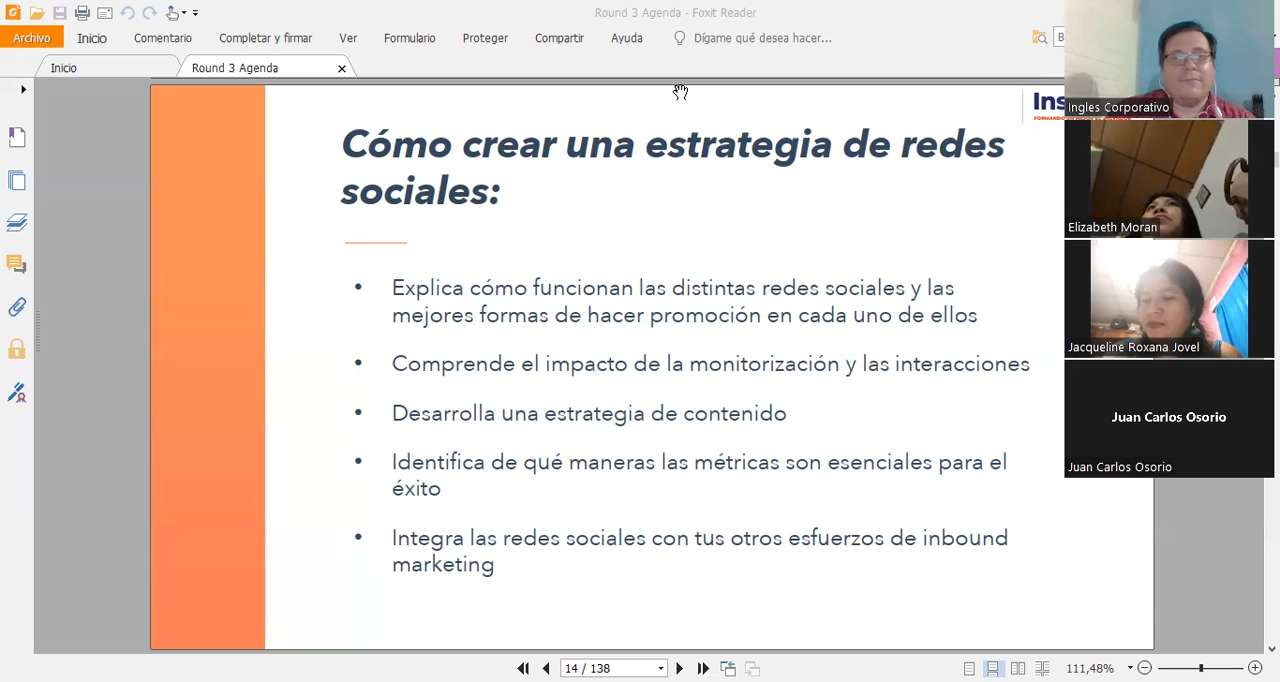 Round 3 Agenda - Foxit Reader
Archivo Inicio Comentario Completar y firmar Ver Formulario Proteger Compartir Ayuda Dígame qué desea hacer... B
Inicio Round 3 Agenda
Ins
Cómo crear una estrategia de redes
sociales:
• Explica cómo funcionan las distintas redes sociales y las
mejores formas de hacer promoción en cada uno de ellos
• Comprende el impacto de la monitorización y las interacciones
• Desarrolla una estrategia de contenido
• Identifica de qué maneras las métricas son esenciales para el
éxito
• Integra las redes sociales con tus otros esfuerzos de inbound
marketing
Ingles Corporativo
Elizabeth Moran
Jacqueline Roxana Jovel
Juan Carlos Osorio
Juan Carlos Osorio
14 / 138
111,48%